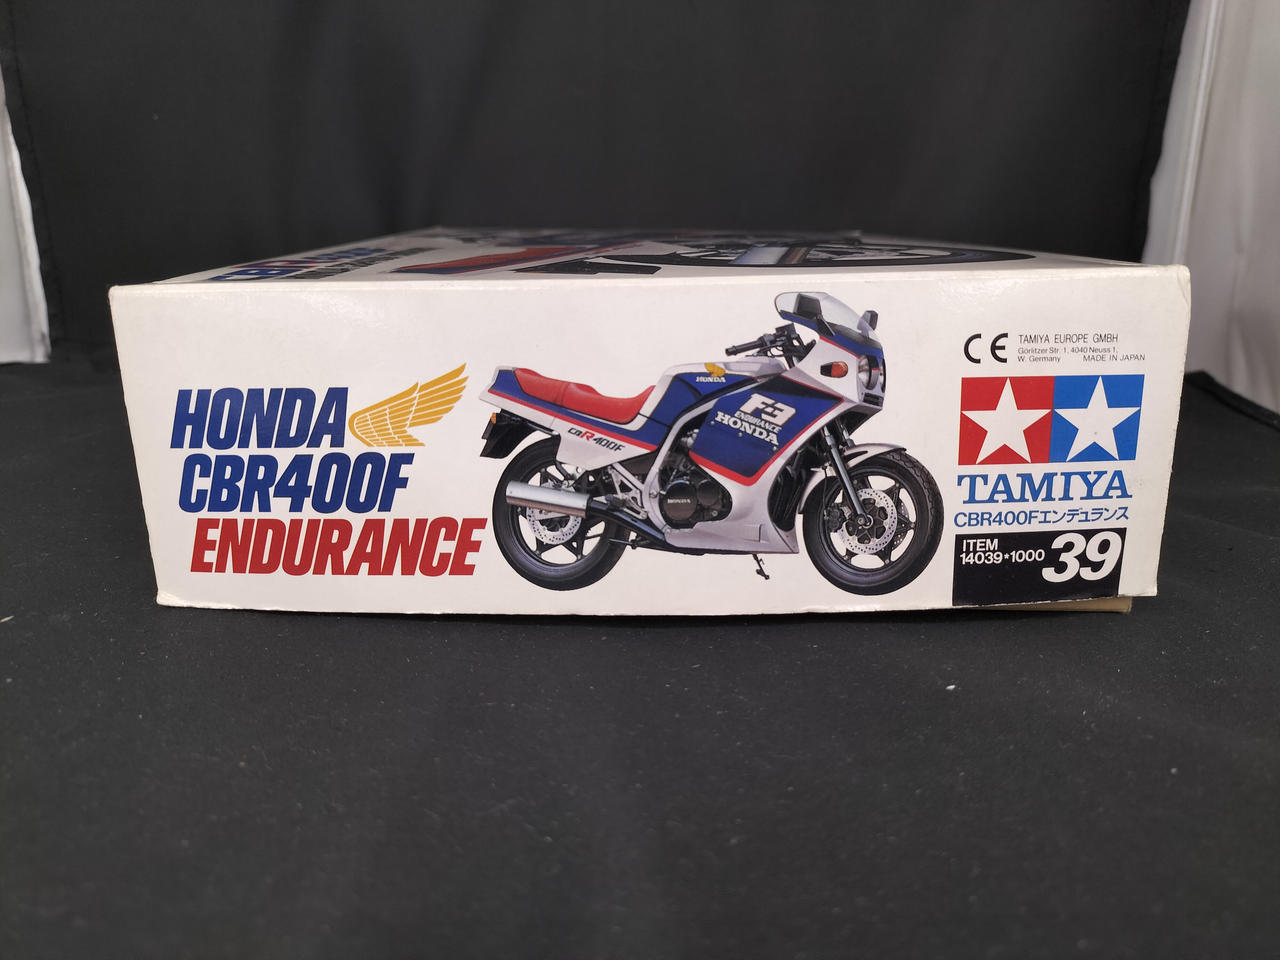 HONDA
CBR400F
ENDURANCE
HONDA
F-3
ENDURANCE
HONDA
CBR400F
HONDA
CE
TAMIYA EUROPE GMBH
Görlitzer Str. 1, 4040 Neuss 1,
W. Germany MADE IN JAPAN
TAMIYA
CBR400Fエンデュランス
ITEM
14039*1000
39